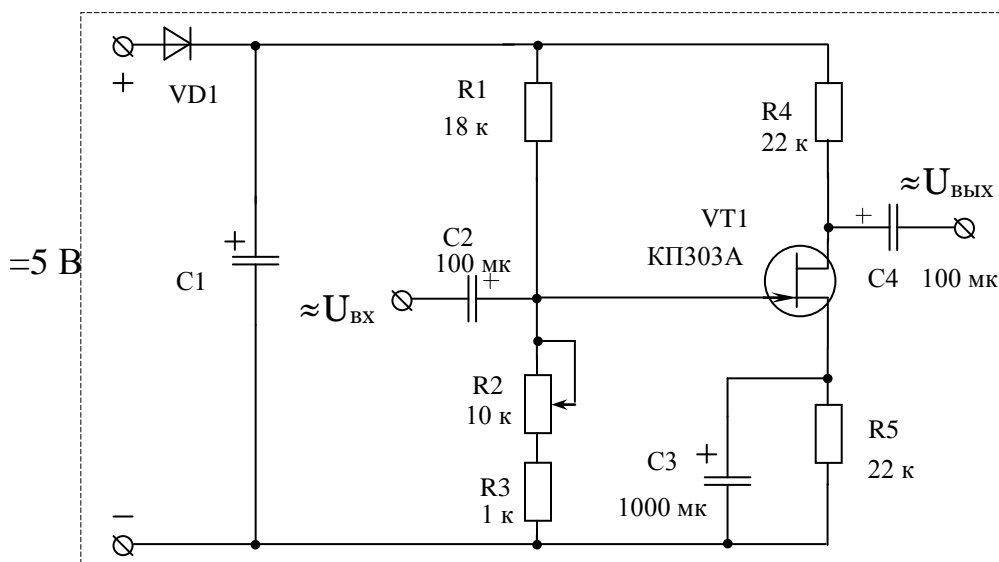 +
VD1
R1
18 к
R4
22 к
≈Uвых
VT1
КП303А
+
C4
100 мк
=5 В
+
C1
C2
100 мк
+
≈Uвх
R2
10 к
R3
1 к
C3
+
1000 мк
R5
22 к
−